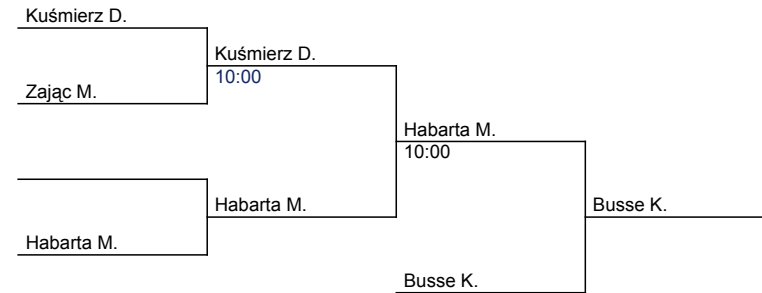 Kuśmierz D.
Kuśmierz D.
10:00
Zając M.
Habarta M.
10:00
Habarta M.
Busse K.
Habarta M.
Busse K.